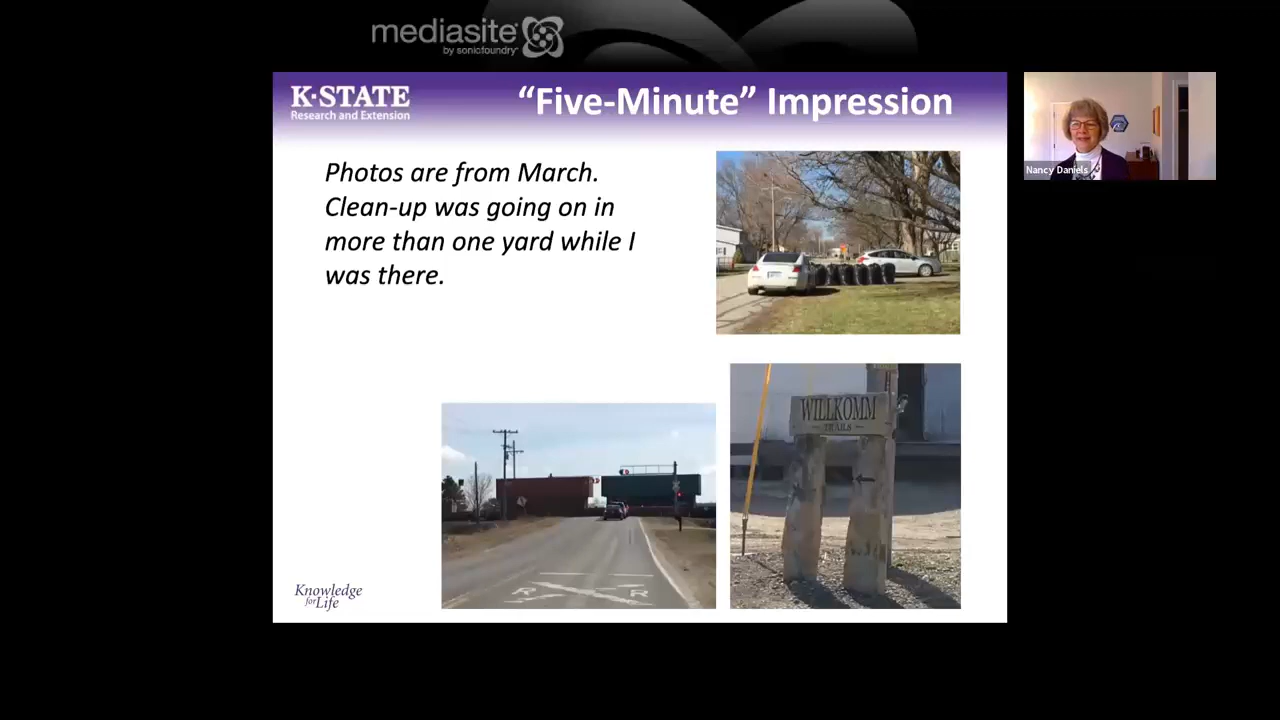 mediasite
by sonicfoundry
K·STATE
Research and Extension
“Five-Minute” Impression
Photos are from March.
Clean-up was going on in
more than one yard while I
was there.
Nancy Daniels
WILLKOMM
TRAILS
R R
Knowledge
for Life